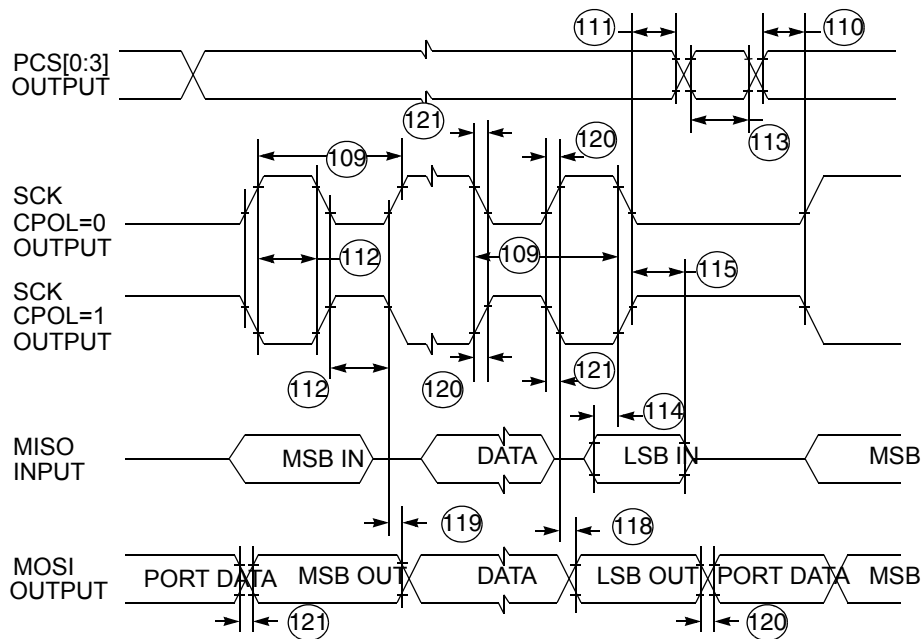 111
110
PCS[0:3]
OUTPUT
121
120
113
109
SCK
CPOL=0
OUTPUT
112
109
115
SCK
CPOL=1
OUTPUT
112
120
121
114
MISO
INPUT
MSB IN
DATA
LSB IN
MSB
119
118
MOSI
OUTPUT
PORT DATA
MSB OUT
DATA
LSB OUT
PORT DATA
MSB
121
120